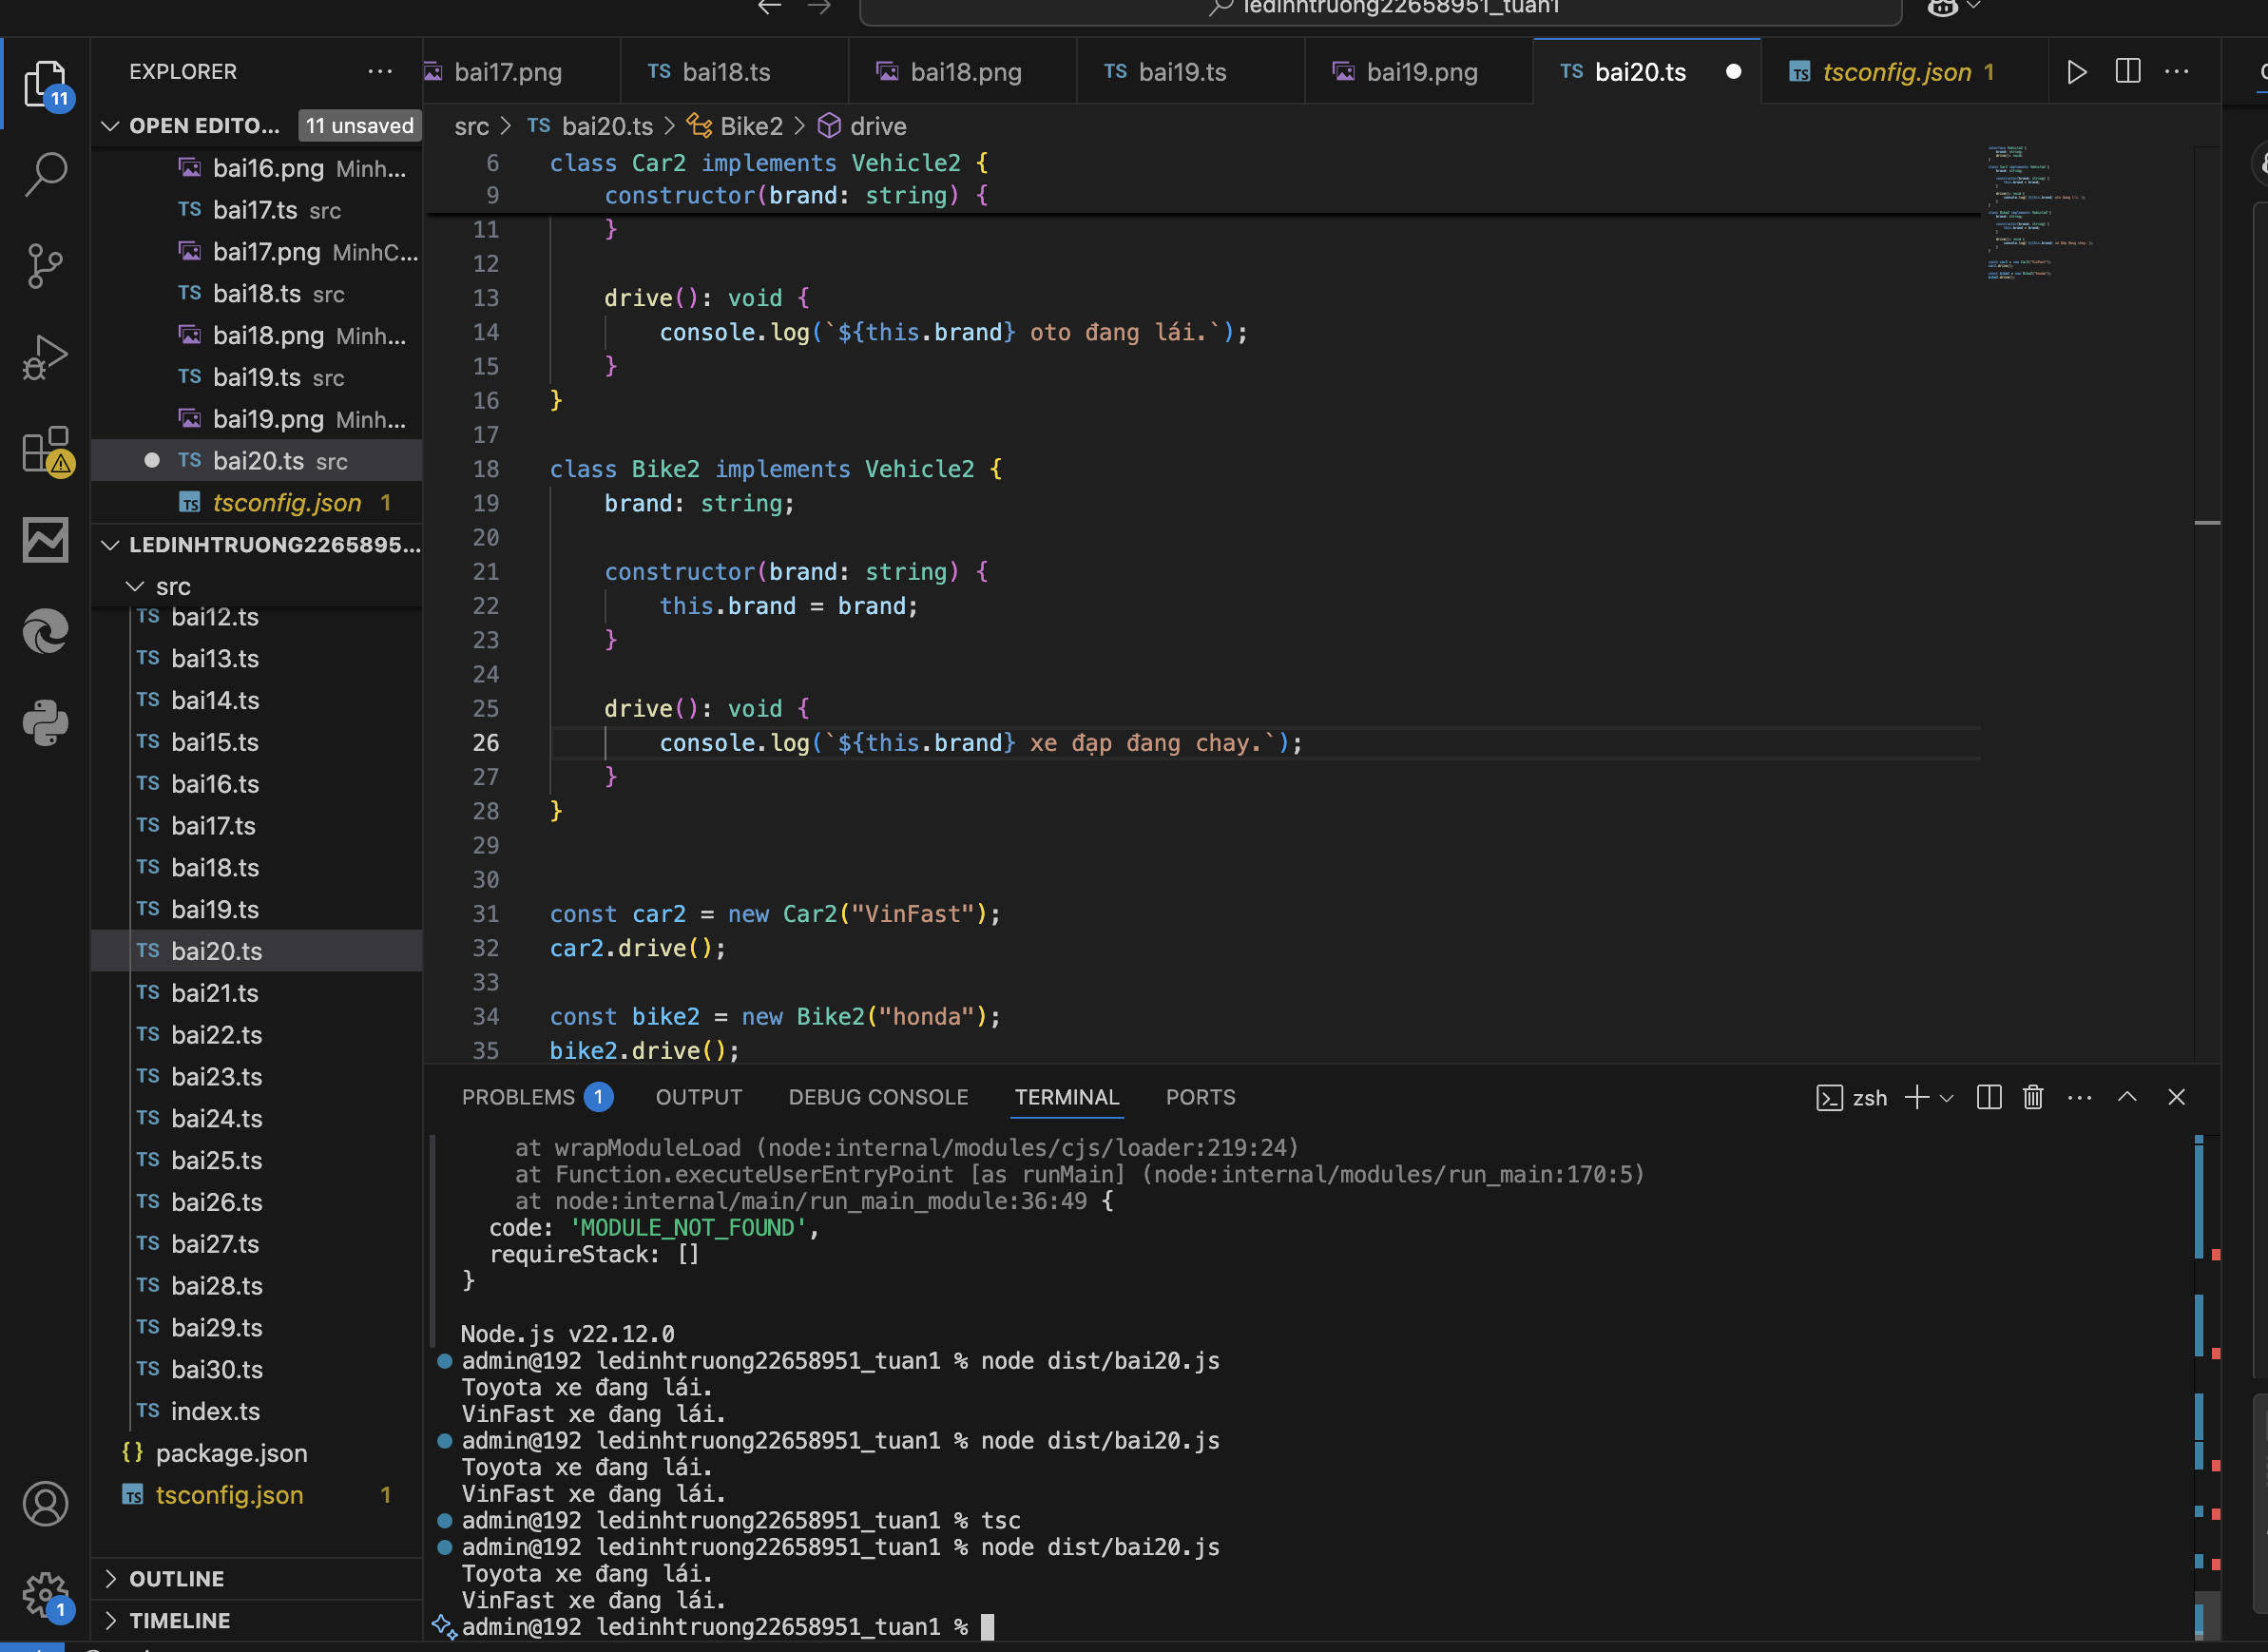 ledinhtruong22658951_tuan1
EXPLORER
11
OPEN EDITO... 11 unsaved
bai16.png Minh...
TS bai17.ts src
bai17.png MinhC...
TS bai18.ts src
bai18.png Minh...
TS bai19.ts src
bai19.png Minh...
TS bai20.ts src
TS tsconfig.json 1
LEDINHTRUONG2265895...
src
TS bai12.ts
TS bai13.ts
TS bai14.ts
TS bai15.ts
TS bai16.ts
TS bai17.ts
TS bai18.ts
TS bai19.ts
TS bai20.ts
TS bai21.ts
TS bai22.ts
TS bai23.ts
TS bai24.ts
TS bai25.ts
TS bai26.ts
TS bai27.ts
TS bai28.ts
TS bai29.ts
TS bai30.ts
TS index.ts
{} package.json
TS tsconfig.json 1
OUTLINE
TIMELINE
1
bai17.png TS bai18.ts bai18.png TS bai19.ts bai19.png TS bai20.ts TS tsconfig.json 1
src > TS bai20.ts > Bike2 > drive
6 class Car2 implements Vehicle2 {
9 constructor(brand: string) {
11 }
12
13 drive(): void {
14 console.log(`${this.brand} oto đang lái.`);
15 }
16 }
17
18 class Bike2 implements Vehicle2 {
19 brand: string;
20
21 constructor(brand: string) {
22 this.brand = brand;
23 }
24
25 drive(): void {
26 console.log(`${this.brand} xe đạp đang chay.`);
27 }
28 }
29
30
31 const car2 = new Car2("VinFast");
32 car2.drive();
33
34 const bike2 = new Bike2("honda");
35 bike2.drive();
PROBLEMS 1 OUTPUT DEBUG CONSOLE TERMINAL PORTS zsh
at wrapModuleLoad (node:internal/modules/cjs/loader:219:24)
at Function.executeUserEntryPoint [as runMain] (node:internal/modules/run_main:170:5)
at node:internal/main/run_main_module:36:49 {
code: 'MODULE_NOT_FOUND',
requireStack: []
}
Node.js v22.12.0
admin@192 ledinhtruong22658951_tuan1 % node dist/bai20.js
Toyota xe đang lái.
VinFast xe đang lái.
admin@192 ledinhtruong22658951_tuan1 % node dist/bai20.js
Toyota xe đang lái.
VinFast xe đang lái.
admin@192 ledinhtruong22658951_tuan1 % tsc
admin@192 ledinhtruong22658951_tuan1 % node dist/bai20.js
Toyota xe đang lái.
VinFast xe đang lái.
admin@192 ledinhtruong22658951_tuan1 %